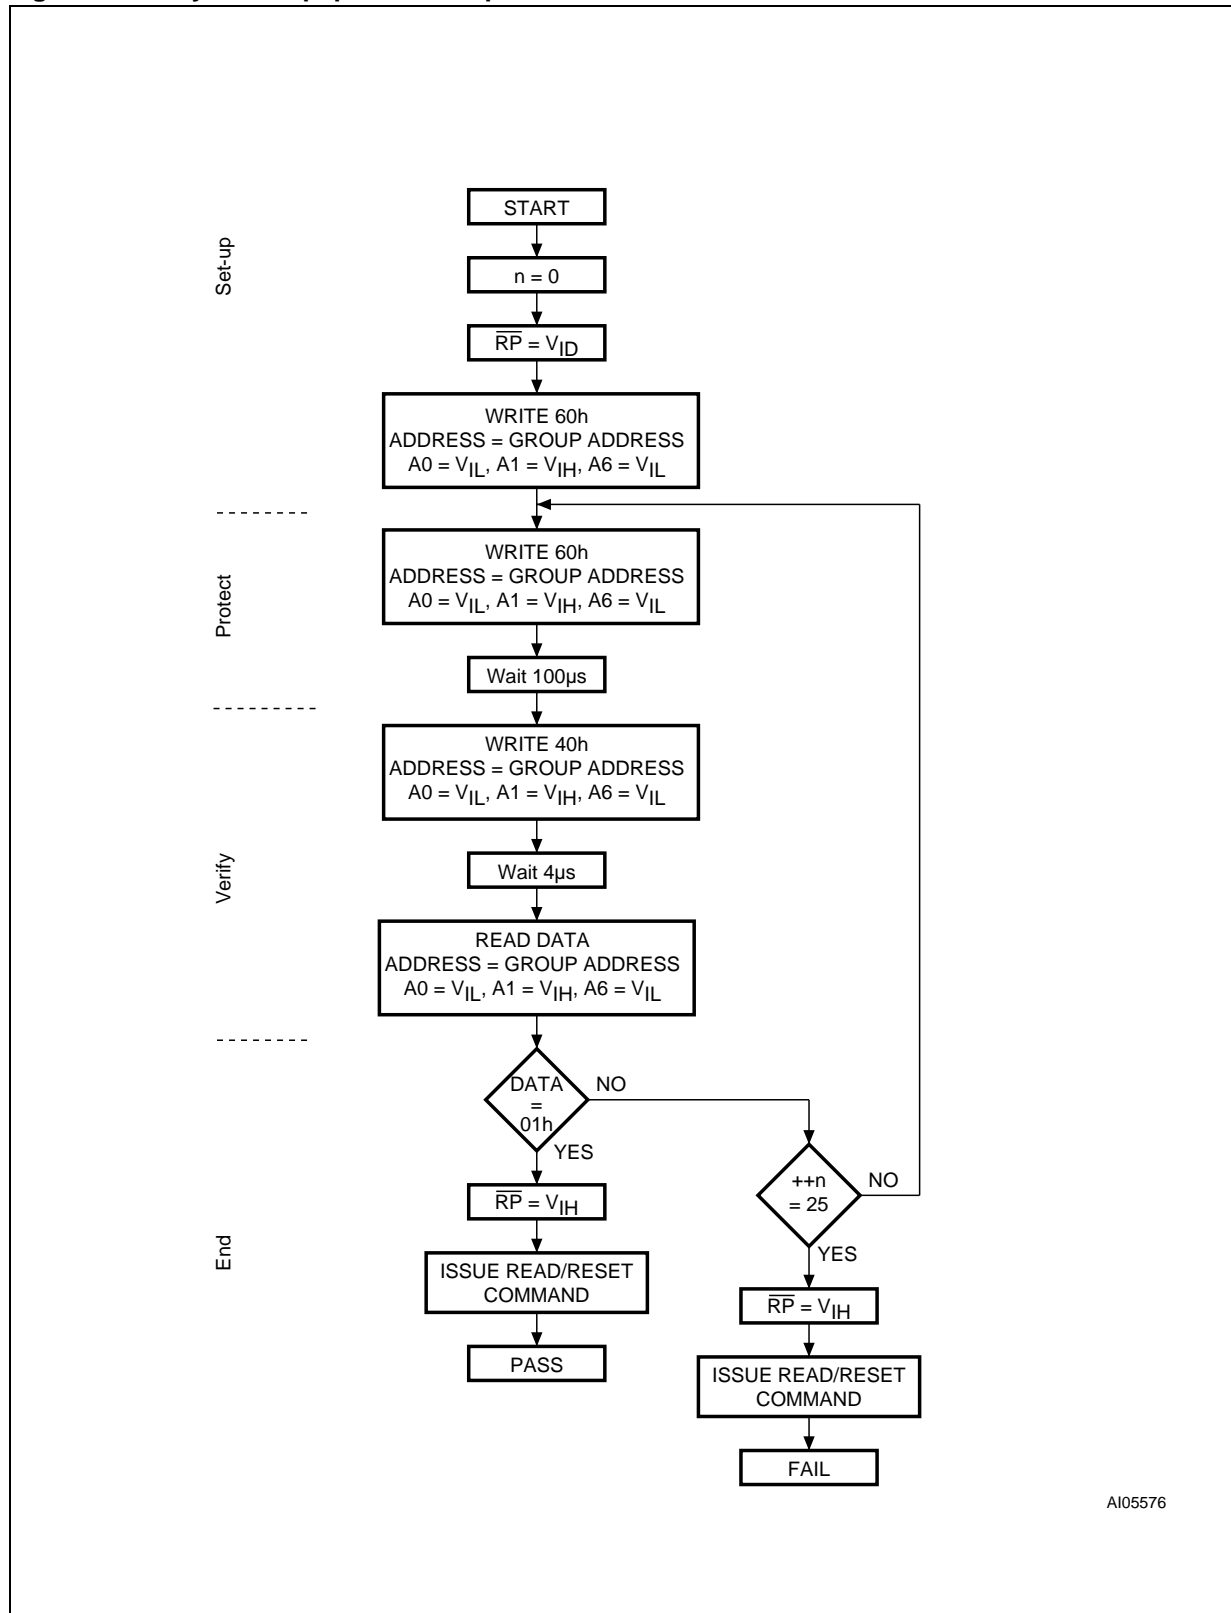 Set-up
START
n = 0
R̅P̅ = VID
WRITE 60h
ADDRESS = GROUP ADDRESS
A0 = VIL, A1 = VIH, A6 = VIL
Protect
WRITE 60h
ADDRESS = GROUP ADDRESS
A0 = VIL, A1 = VIH, A6 = VIL
Wait 100µs
Verify
WRITE 40h
ADDRESS = GROUP ADDRESS
A0 = VIL, A1 = VIH, A6 = VIL
Wait 4µs
READ DATA
ADDRESS = GROUP ADDRESS
A0 = VIL, A1 = VIH, A6 = VIL
End
DATA
=
01h
NO
YES
R̅P̅ = VIH
ISSUE READ/RESET
COMMAND
PASS
++n
= 25
NO
YES
R̅P̅ = VIH
ISSUE READ/RESET
COMMAND
FAIL
AI05576